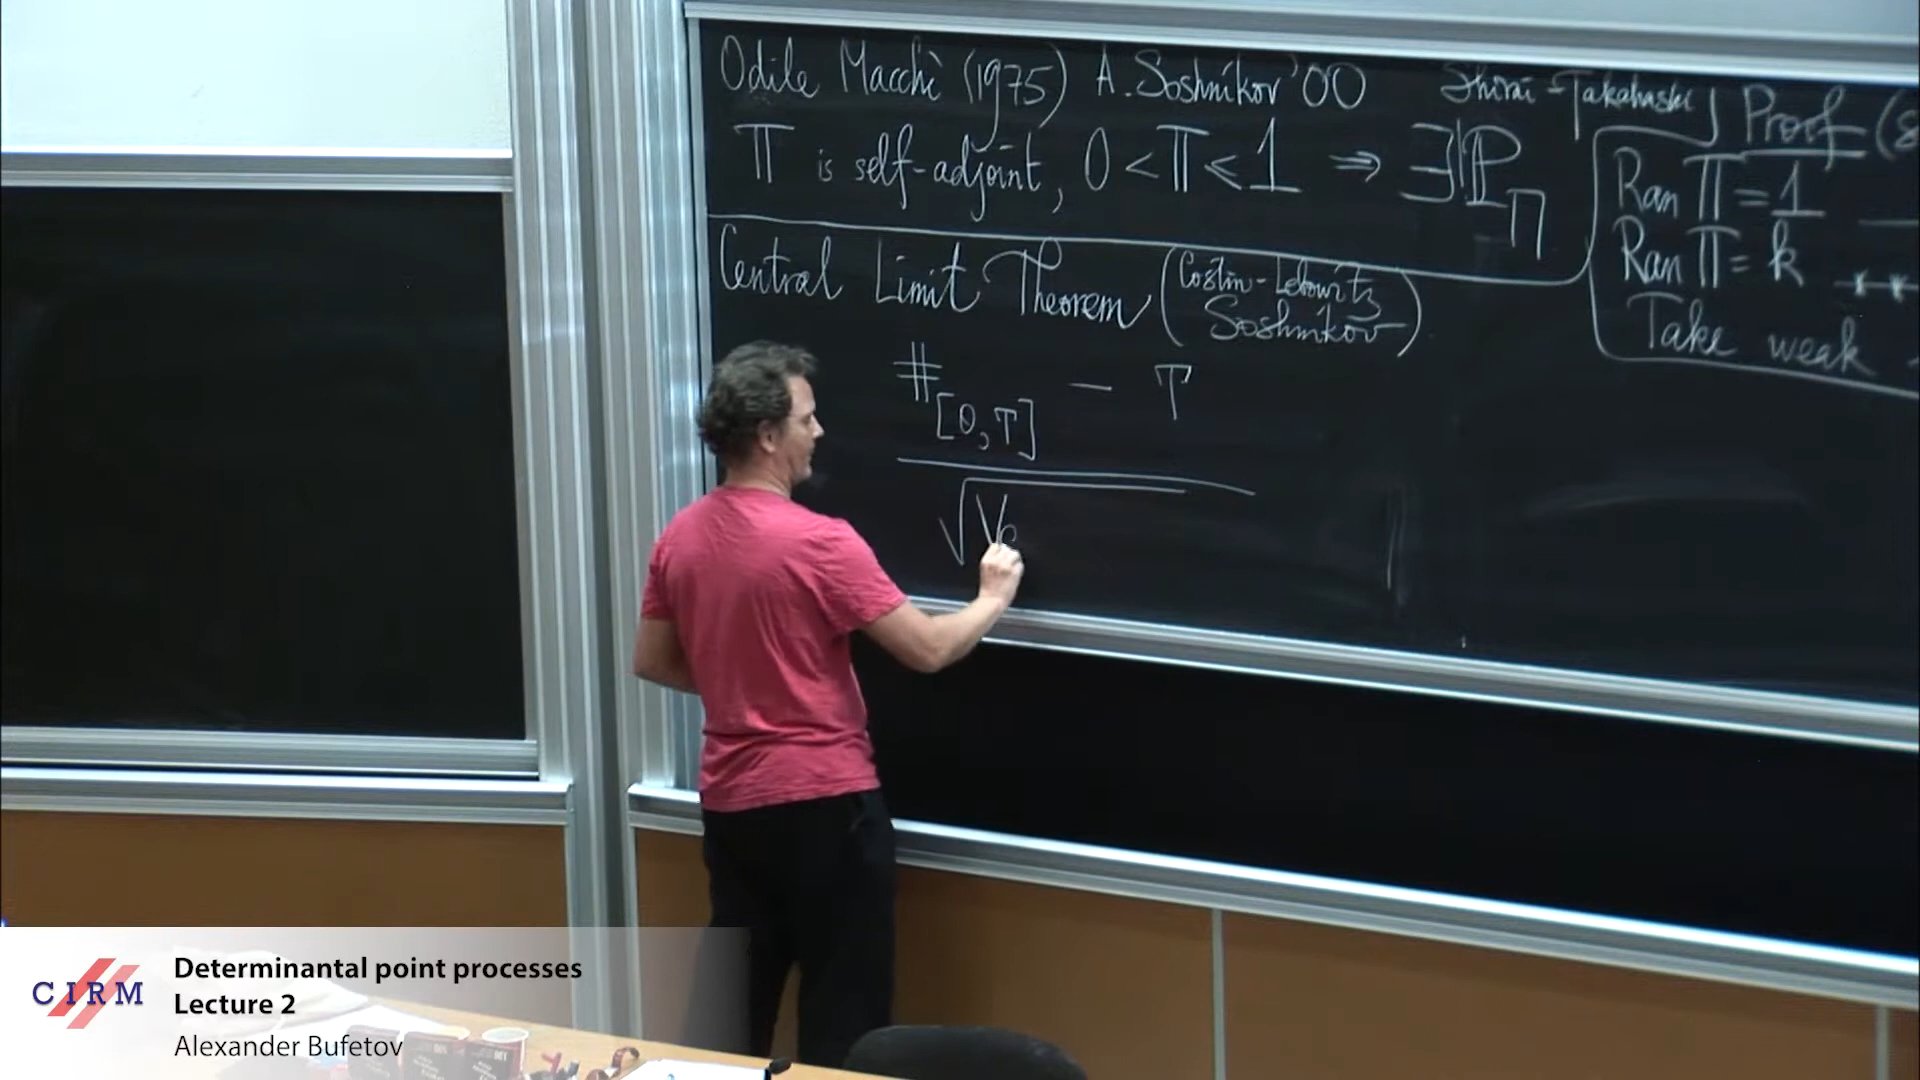 Odile Macchi (1975) A. Soshnikov '00 Shirai-Takahashi
Π is self-adjoint, 0 < Π ≤ 1 ⇒ ∃ ℙ_Π
Central Limit Theorem (Costin-Lebowitz
Soshnikov)
#[0,T] - T
√Va
Proof (
Ran Π = 1
Ran Π = k
Take weak
CIRM
Determinantal point processes
Lecture 2
Alexander Bufetov